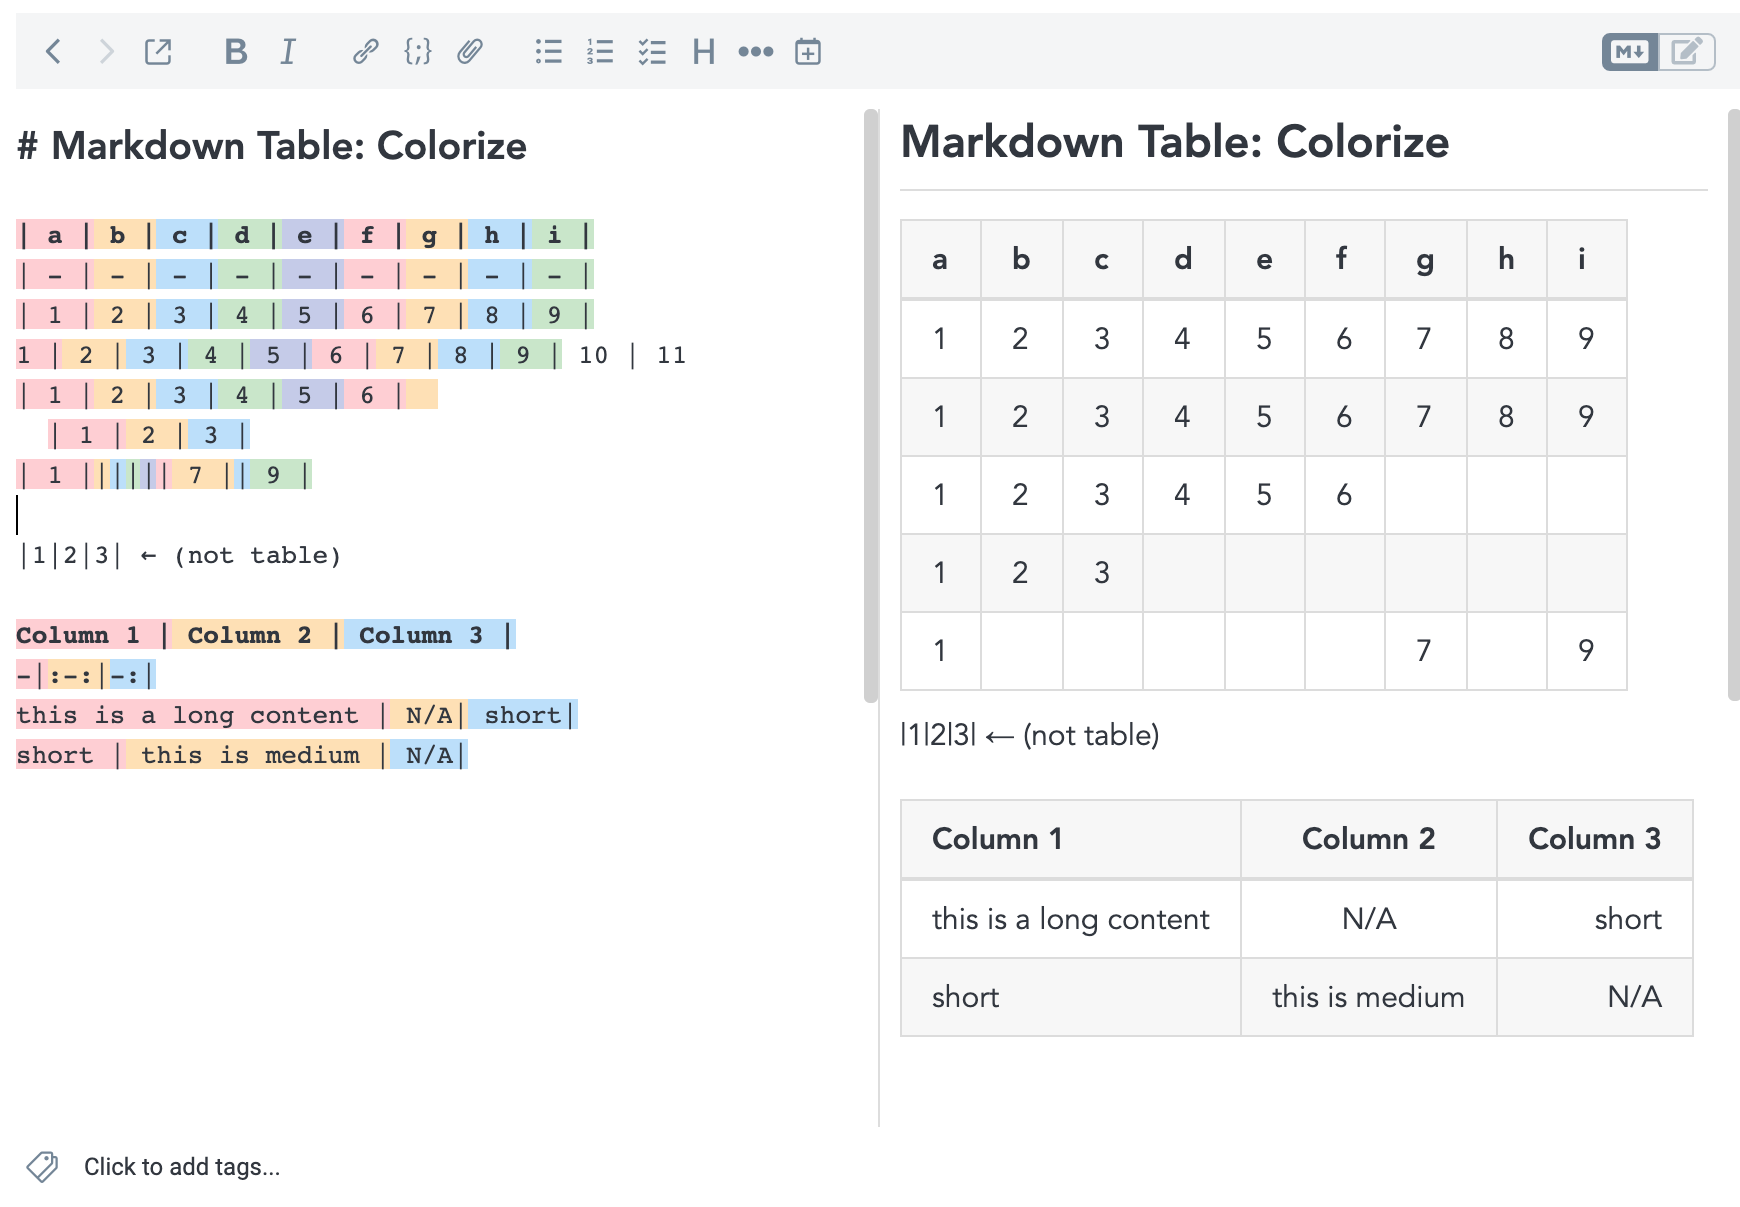 # Markdown Table: Colorize
| a | b | c | d | e | f | g | h | i |
| - | - | - | - | - | - | - | - | - |
| 1 | 2 | 3 | 4 | 5 | 6 | 7 | 8 | 9 |
1 | 2 | 3 | 4 | 5 | 6 | 7 | 8 | 9 | 10 | 11
| 1 | 2 | 3 | 4 | 5 | 6 |
| 1 | 2 | 3 |
| 1 |||||| 7 || 9 |
|1|2|3| ← (not table)
Column 1 | Column 2 | Column 3 |
-|:-:|-:|
this is a long content | N/A| short|
short | this is medium | N/A|
Markdown Table: Colorize
a b c d e f g h i
1 2 3 4 5 6 7 8 9
1 2 3 4 5 6 7 8 9
1 2 3 4 5 6
1 2 3
1 7 9
|1|2|3| ← (not table)
Column 1 Column 2 Column 3
this is a long content N/A short
short this is medium N/A
Click to add tags...